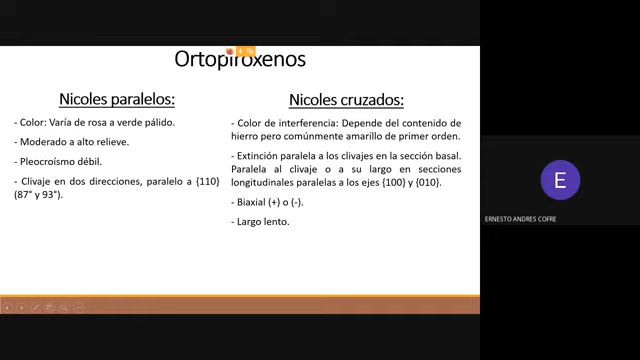 Ortopiroxenos
Nicoles paralelos:
- Color: Varía de rosa a verde pálido.
- Moderado a alto relieve.
- Pleocroísmo débil.
- Clivaje en dos direcciones, paralelo a {110}
(87° y 93°).
Nicoles cruzados:
- Color de interferencia: Depende del contenido de
hierro pero comúnmente amarillo de primer orden.
- Extinción paralela a los clivajes en la sección basal.
Paralela al clivaje o a su largo en secciones
longitudinales paralelas a los ejes {100} y {010}.
- Biaxial (+) o (-).
- Largo lento.
E
ERNESTO ANDRES COFRE